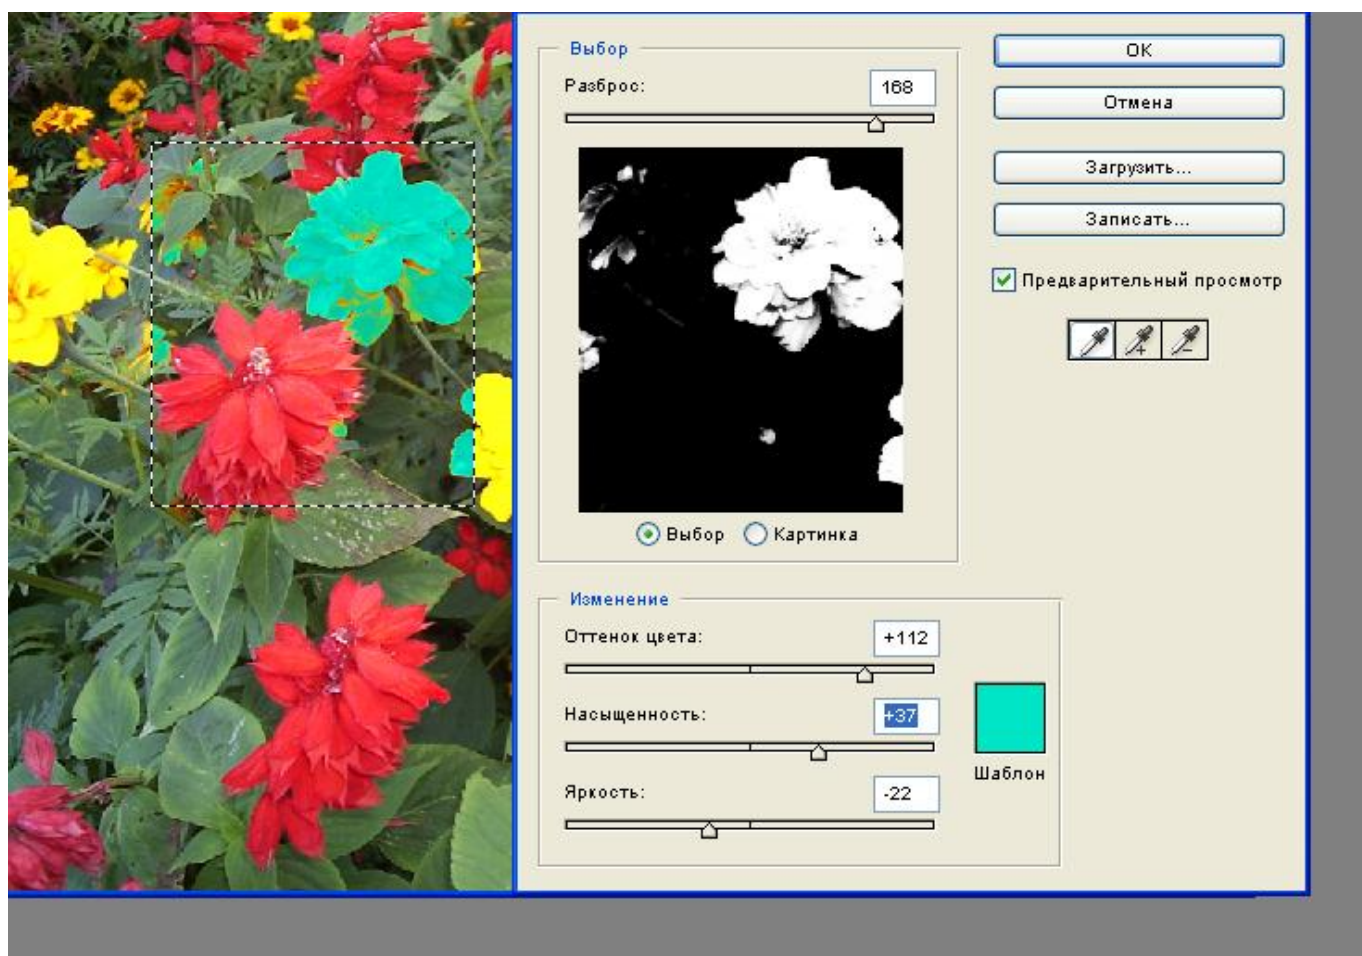 Выбор
Разброс: 168
OK
Отмена
Загрузить...
Записать...
Предварительный просмотр
Выбор Картинка
Изменение
Оттенок цвета: +112
Насыщенность: +37
Яркость: -22
Шаблон